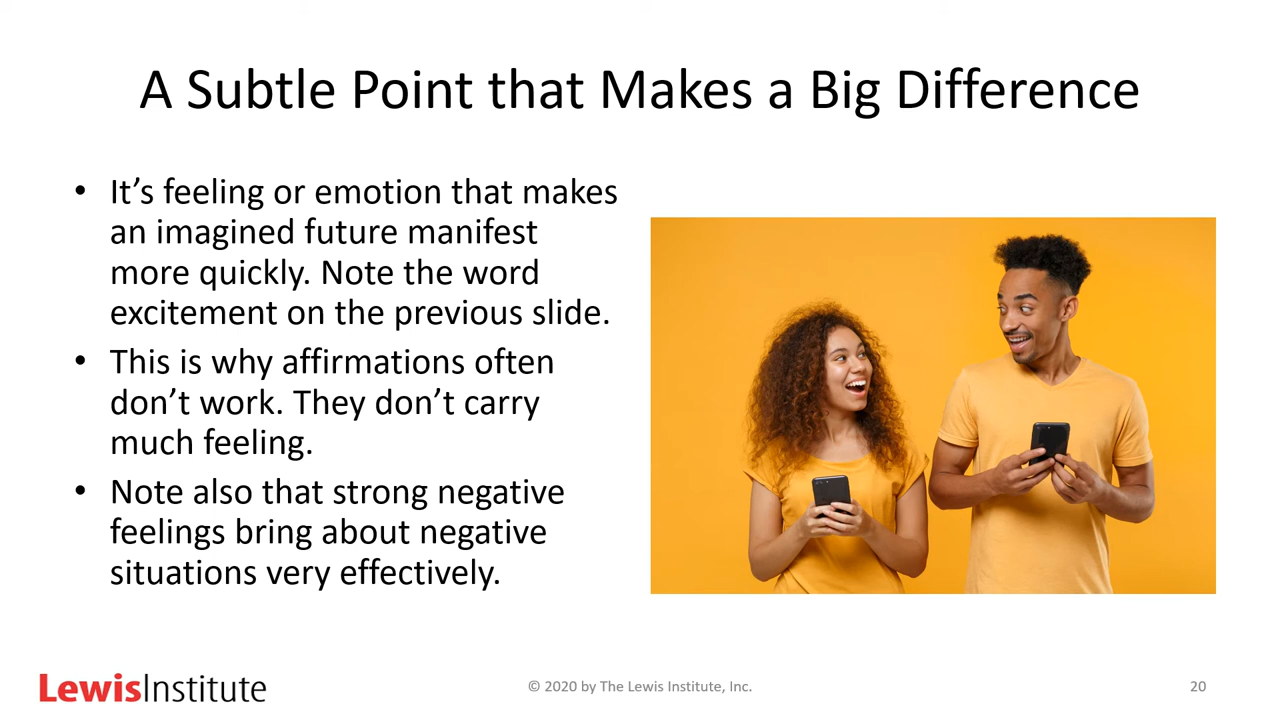 A Subtle Point that Makes a Big Difference
• It’s feeling or emotion that makes
an imagined future manifest
more quickly. Note the word
excitement on the previous slide.
• This is why affirmations often
don’t work. They don’t carry
much feeling.
• Note also that strong negative
feelings bring about negative
situations very effectively.
LewisInstitute
© 2020 by The Lewis Institute, Inc.
20